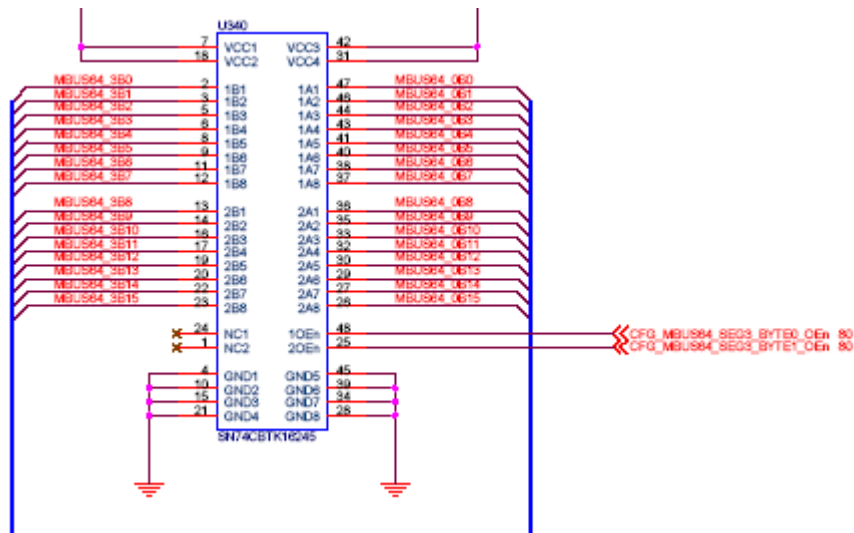 U340
7 VCC1 VCC3 42
18 VCC2 VCC4 31
MBUS64_3B0 2 1B1 1A1 47 MBUS64_0B0
MBUS64_3B1 3 1B2 1A2 46 MBUS64_0B1
MBUS64_3B2 5 1B3 1A3 44 MBUS64_0B2
MBUS64_3B3 6 1B4 1A4 43 MBUS64_0B3
MBUS64_3B4 8 1B5 1A5 41 MBUS64_0B4
MBUS64_3B5 9 1B6 1A6 40 MBUS64_0B5
MBUS64_3B6 11 1B7 1A7 38 MBUS64_0B6
MBUS64_3B7 12 1B8 1A8 37 MBUS64_0B7
MBUS64_3B8 13 2B1 2A1 36 MBUS64_0B8
MBUS64_3B9 14 2B2 2A2 35 MBUS64_0B9
MBUS64_3B10 16 2B3 2A3 33 MBUS64_0B10
MBUS64_3B11 17 2B4 2A4 32 MBUS64_0B11
MBUS64_3B12 19 2B5 2A5 30 MBUS64_0B12
MBUS64_3B13 20 2B6 2A6 29 MBUS64_0B13
MBUS64_3B14 22 2B7 2A7 27 MBUS64_0B14
MBUS64_3B15 23 2B8 2A8 26 MBUS64_0B15
24 NC1 1OEn 48 CFG_MBUS64_SEG3_BYTE0_OEn 80
1 NC2 2OEn 25 CFG_MBUS64_SEG3_BYTE1_OEn 80
4 GND1 GND5 45
10 GND2 GND6 39
15 GND3 GND7 34
21 GND4 GND8 28
SN74CBTK16245